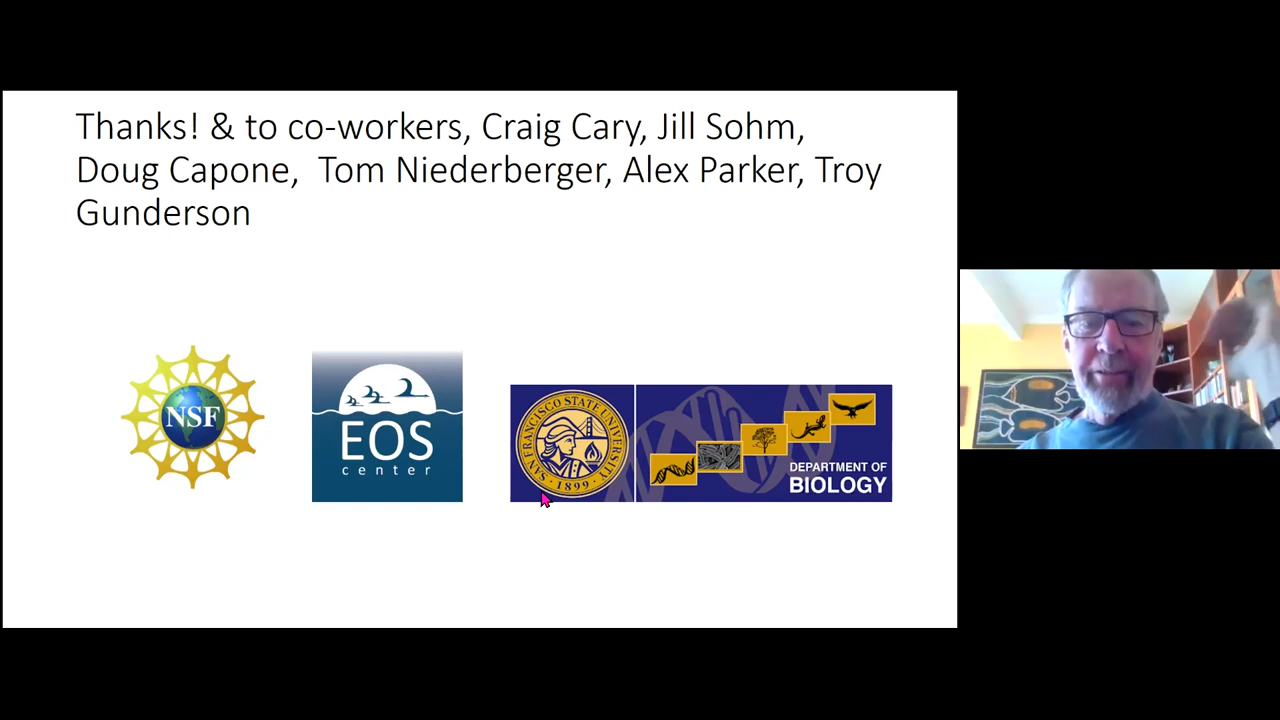 Thanks! & to co-workers, Craig Cary, Jill Sohm,
Doug Capone,  Tom Niederberger, Alex Parker, Troy
Gunderson
NSF
EOS
center
SAN FRANCISCO STATE UNIVERSITY
· 1899 ·
DEPARTMENT OF
BIOLOGY